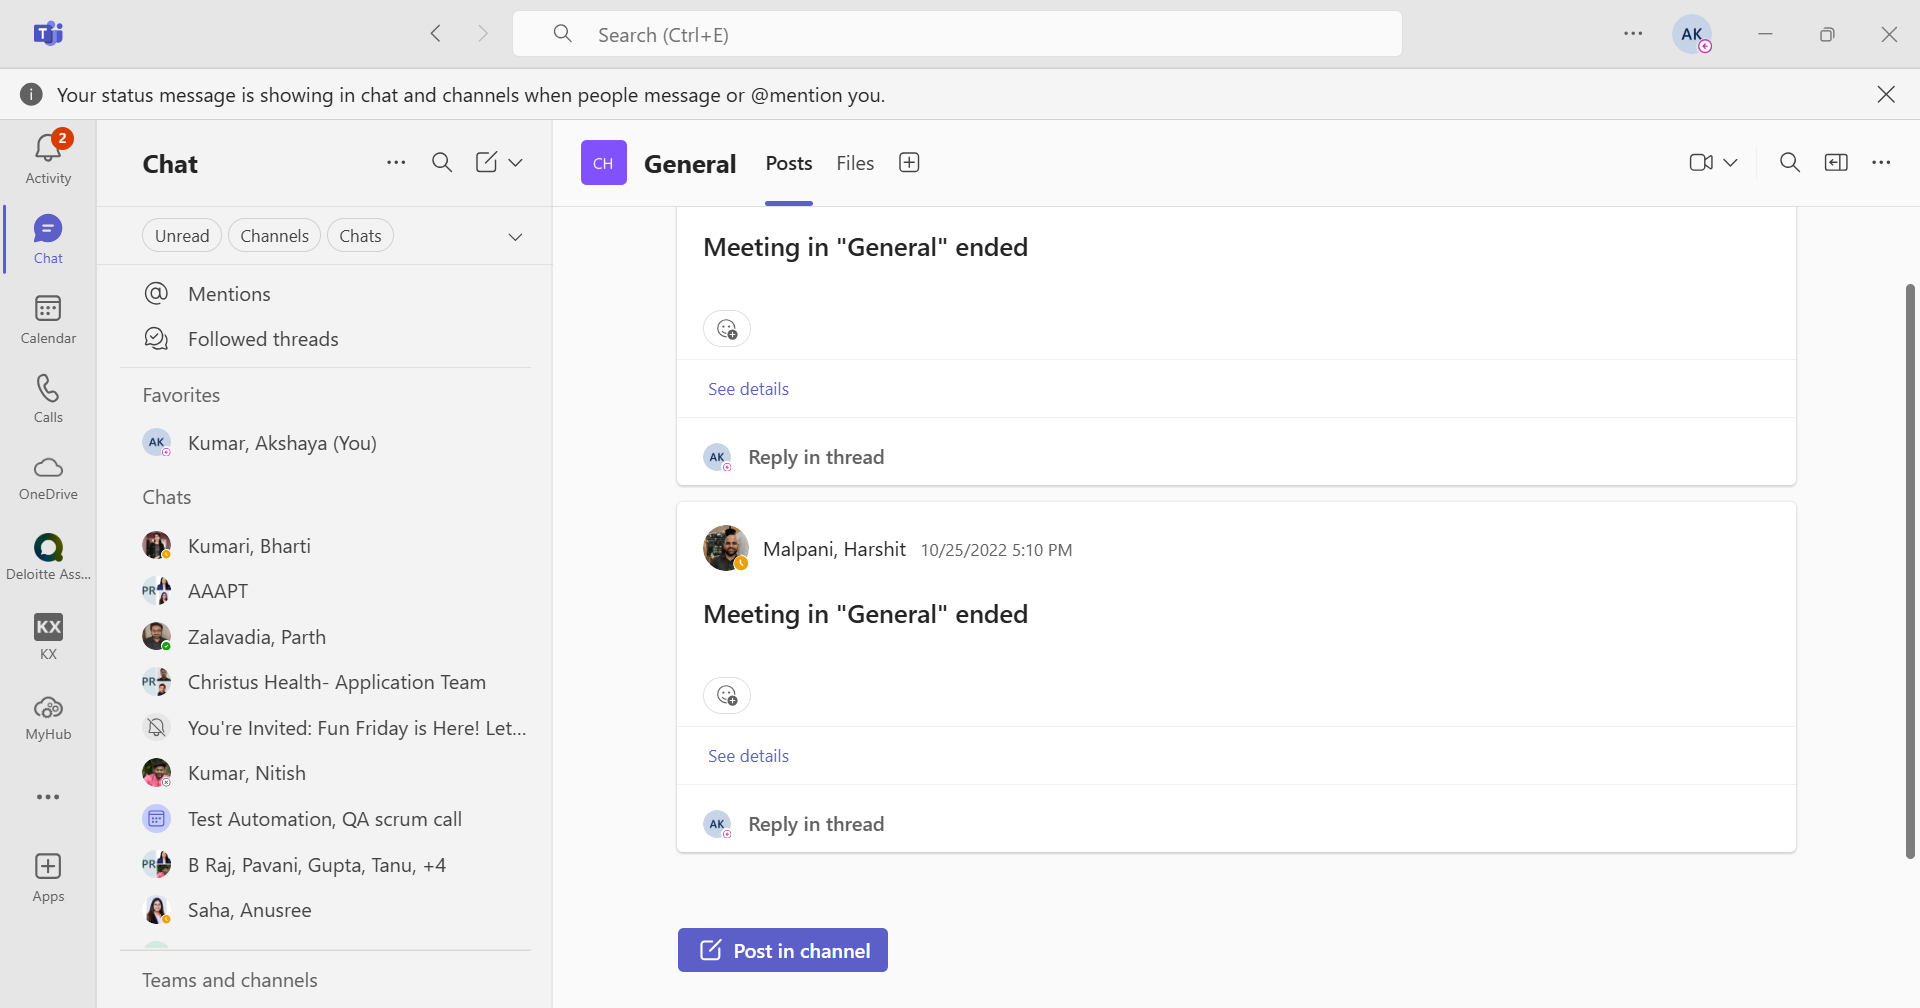 Search (Ctrl+E)
AK
Your status message is showing in chat and channels when people message or @mention you.
2
Activity
Chat
Calendar
Calls
OneDrive
Deloitte Ass...
KX
KX
MyHub
Apps
Chat
Unread
Channels
Chats
Mentions
Followed threads
Favorites
AK
Kumar, Akshaya (You)
Chats
Kumari, Bharti
PR
AAAPT
Zalavadia, Parth
PR
Christus Health- Application Team
You're Invited: Fun Friday is Here! Let...
Kumar, Nitish
Test Automation, QA scrum call
PR
B Raj, Pavani, Gupta, Tanu, +4
Saha, Anusree
Teams and channels
CH
General
Posts
Files
Meeting in "General" ended
See details
AK
Reply in thread
Malpani, Harshit 10/25/2022 5:10 PM
Meeting in "General" ended
See details
AK
Reply in thread
Post in channel